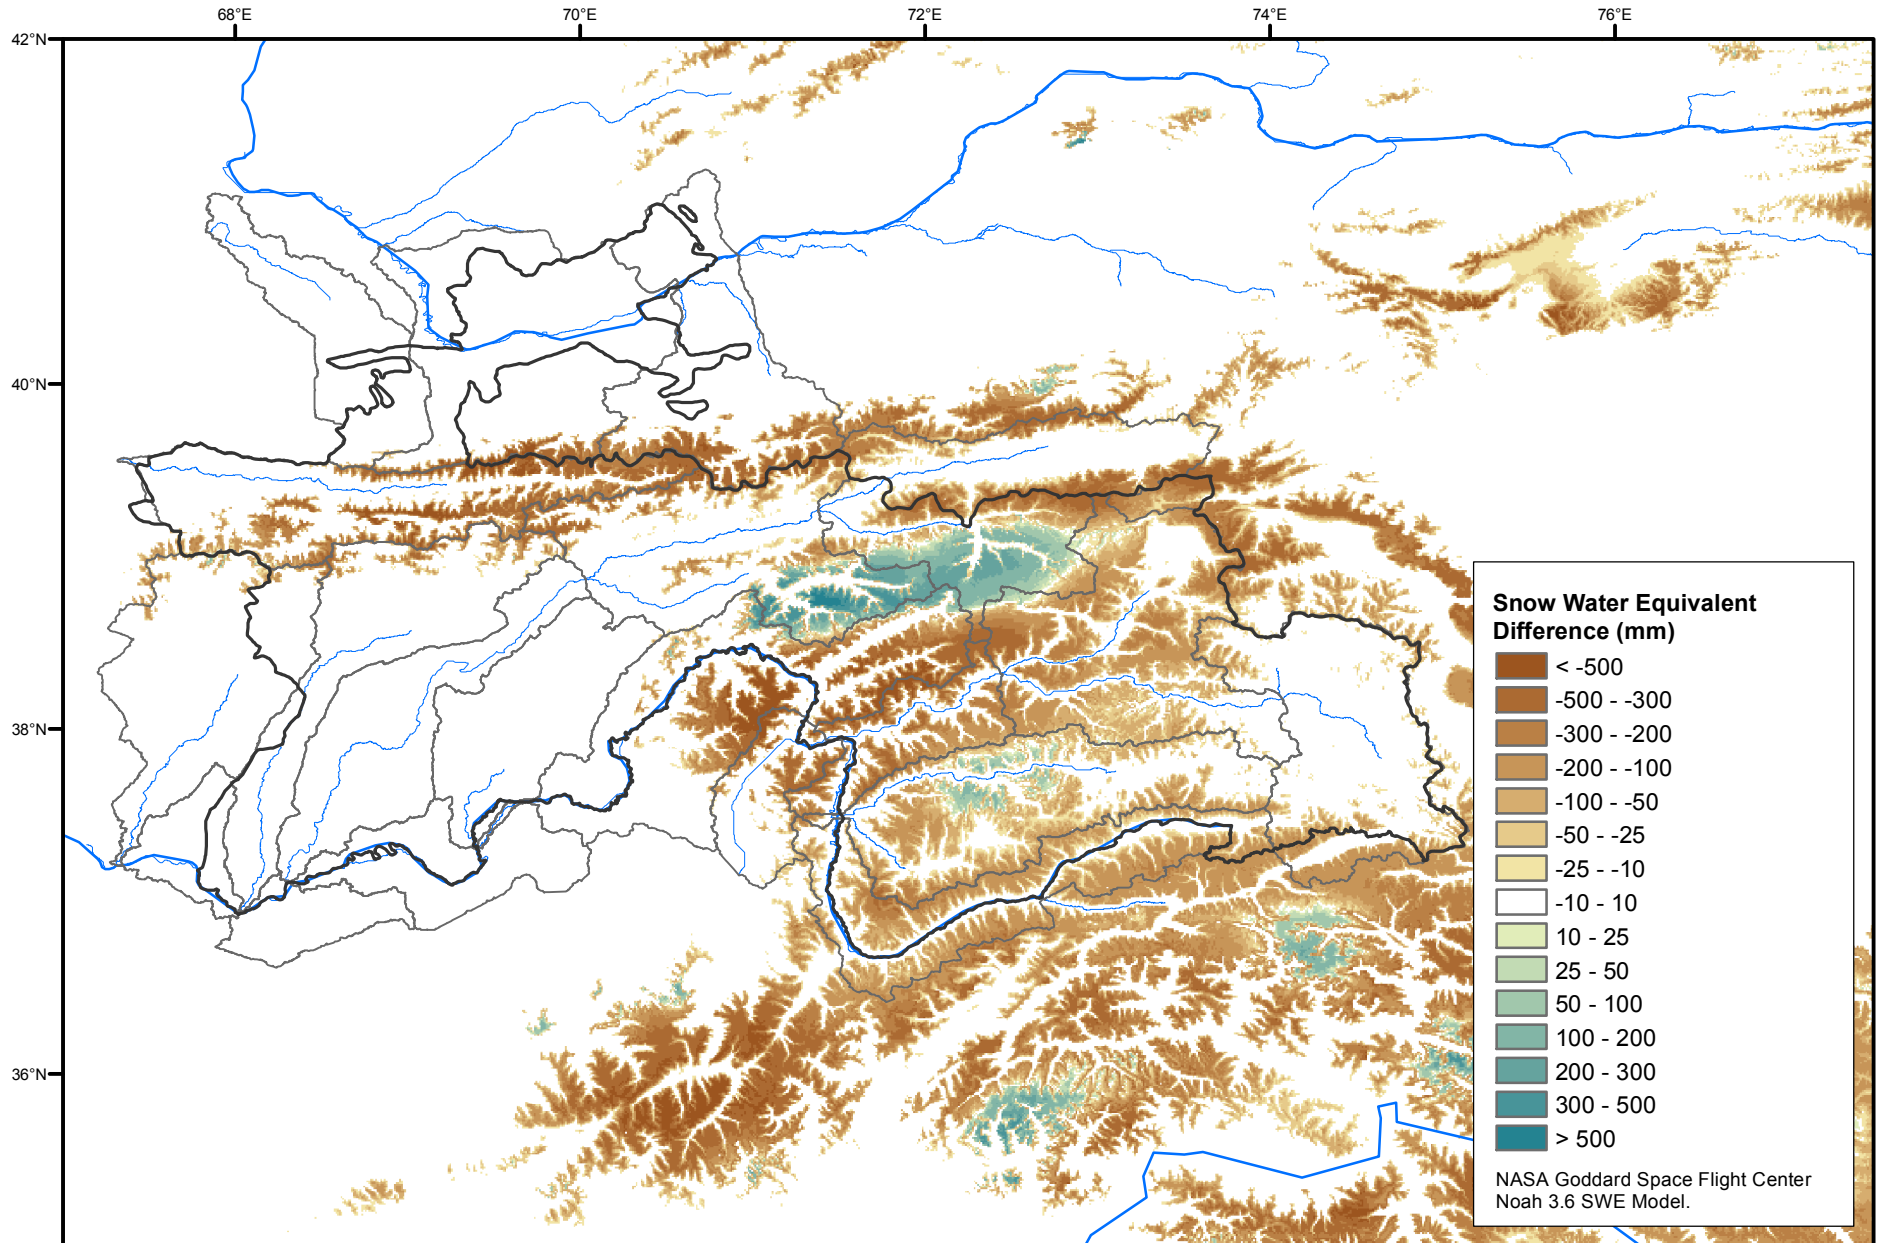 68°E
70°E
72°E
74°E
76°E
42°N
40°N
38°N
36°N
Snow Water Equivalent
Difference (mm)
< -500
-500 - -300
-300 - -200
-200 - -100
-100 - -50
-50 - -25
-25 - -10
-10 - 10
10 - 25
25 - 50
50 - 100
100 - 200
200 - 300
300 - 500
> 500
NASA Goddard Space Flight Center
Noah 3.6 SWE Model.